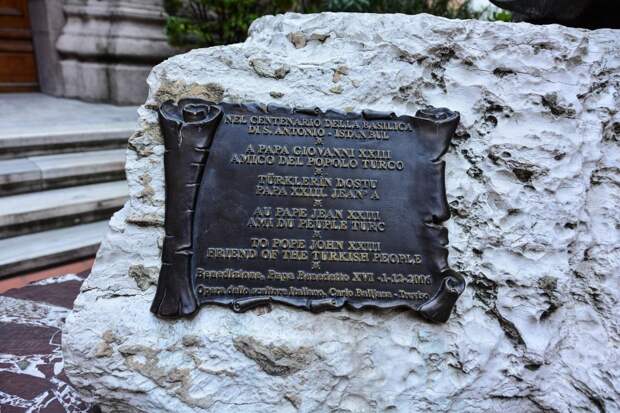 NEL CENTENARIO DELLA BASILICA
DI S. ANTONIO - ISTANBUL
A PAPA GIOVANNI XXIII
AMICO DEL POPOLO TURCO
TÜRKLERİN DOSTU
PAPA XXIII. JEAN' A
AU PAPE JEAN XXIII
AMI DU PEUPLE TURC
TO POPE JOHN XXIII
FRIEND OF THE TURKISH PEOPLE
Benedizione, Papa Benedetto XVI -1-12-2006
Opera dello scultore Italiano, Carlo Balljana - Treviso